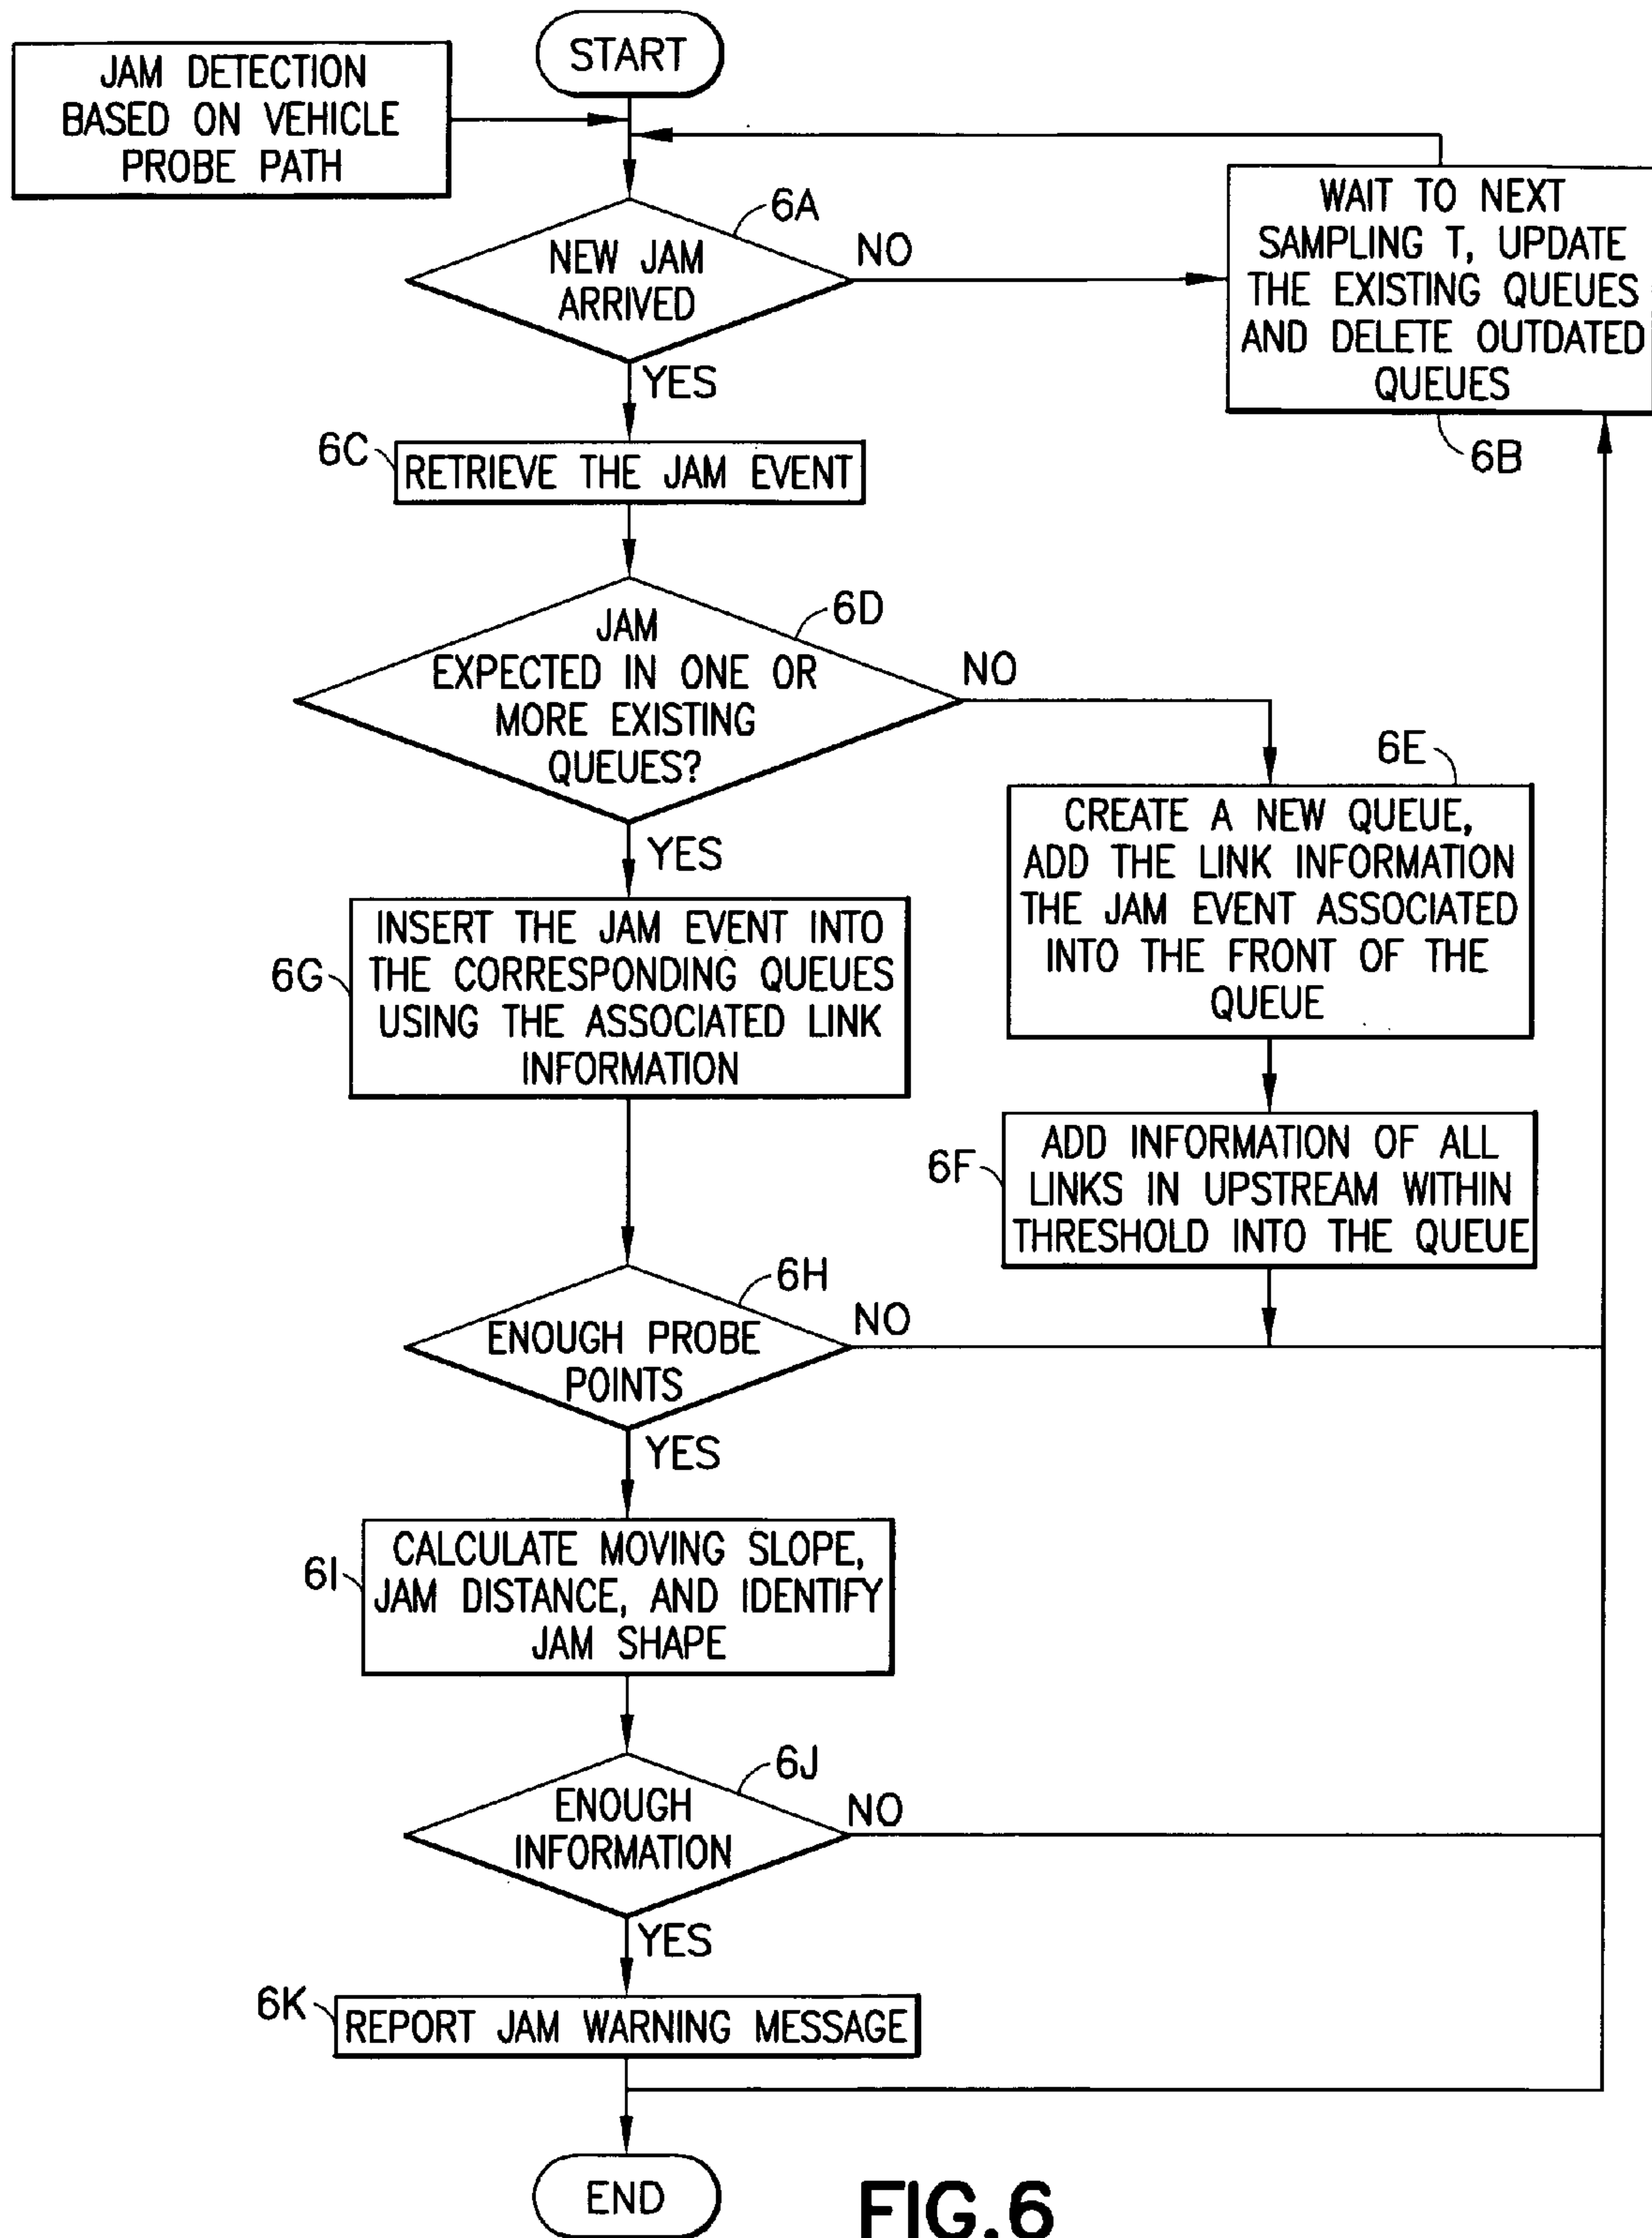 START
JAM DETECTION
BASED ON VEHICLE
PROBE PATH
6A
NEW JAM
ARRIVED
NO
WAIT TO NEXT
SAMPLING T, UPDATE
THE EXISTING QUEUES
AND DELETE OUTDATED
QUEUES
6B
YES
6C
RETRIEVE THE JAM EVENT
6D
JAM
EXPECTED IN ONE OR
MORE EXISTING
QUEUES?
NO
6E
CREATE A NEW QUEUE,
ADD THE LINK INFORMATION
THE JAM EVENT ASSOCIATED
INTO THE FRONT OF THE
QUEUE
YES
6G
INSERT THE JAM EVENT INTO
THE CORRESPONDING QUEUES
USING THE ASSOCIATED LINK
INFORMATION
6F
ADD INFORMATION OF ALL
LINKS IN UPSTREAM WITHIN
THRESHOLD INTO THE QUEUE
6H
ENOUGH PROBE
POINTS
NO
YES
6I
CALCULATE MOVING SLOPE,
JAM DISTANCE, AND IDENTIFY
JAM SHAPE
6J
ENOUGH
INFORMATION
NO
YES
6K
REPORT JAM WARNING MESSAGE
END
FIG.6